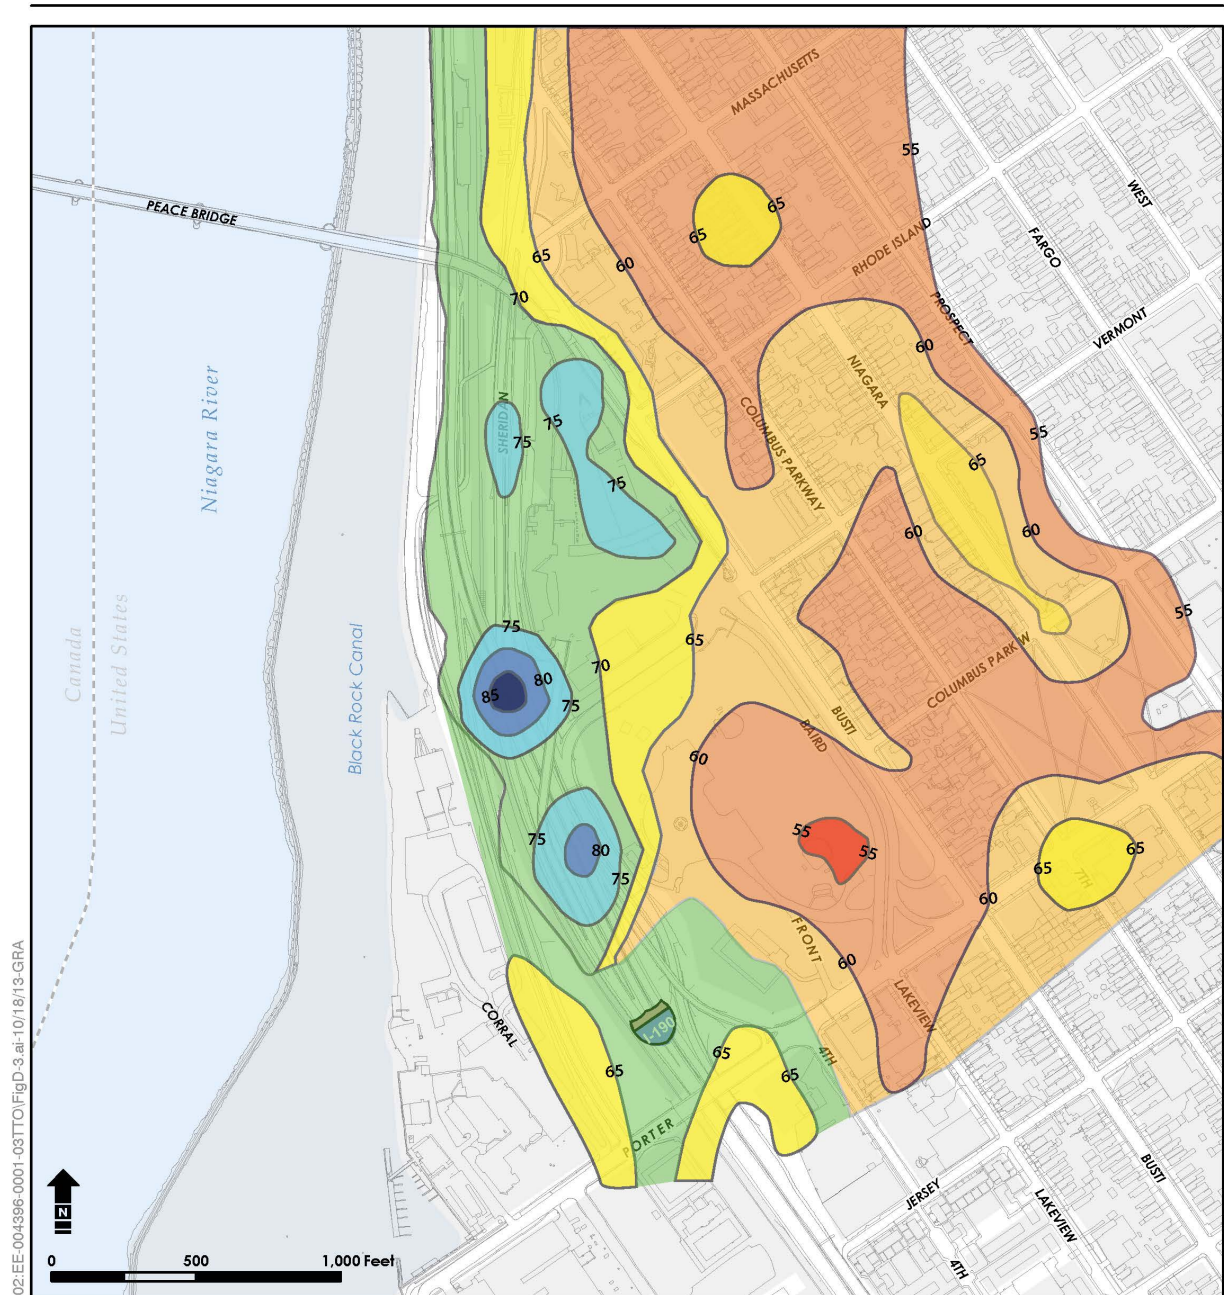 MASSACHUSETTS
55
WEST
65
65
PEACE BRIDGE
RHODE ISLAND
FARGO
65
60
70
PROSPECT
VERMONT
60
NIAGARA
SHERIDAN
75
75
COLUMBUS PARKWAY
55
65
75
60
60
Niagara River
Canada
United States
Black Rock Canal
75
65
55
70
80
85
75
COLUMBUS PARK W
BUSTI
BAIRD
60
75
80
75
55
55
65
65
7TH
60
FRONT
60
LAKEVIEW
CORRAL
I-190
65
65
65
4TH
PORTER
JERSEY
BUSTI
LAKEVIEW
4TH
N
0 500 1,000 Feet
02:EE-004396-0001-03TTO\FigD-3.ai-10/18/13-GRA